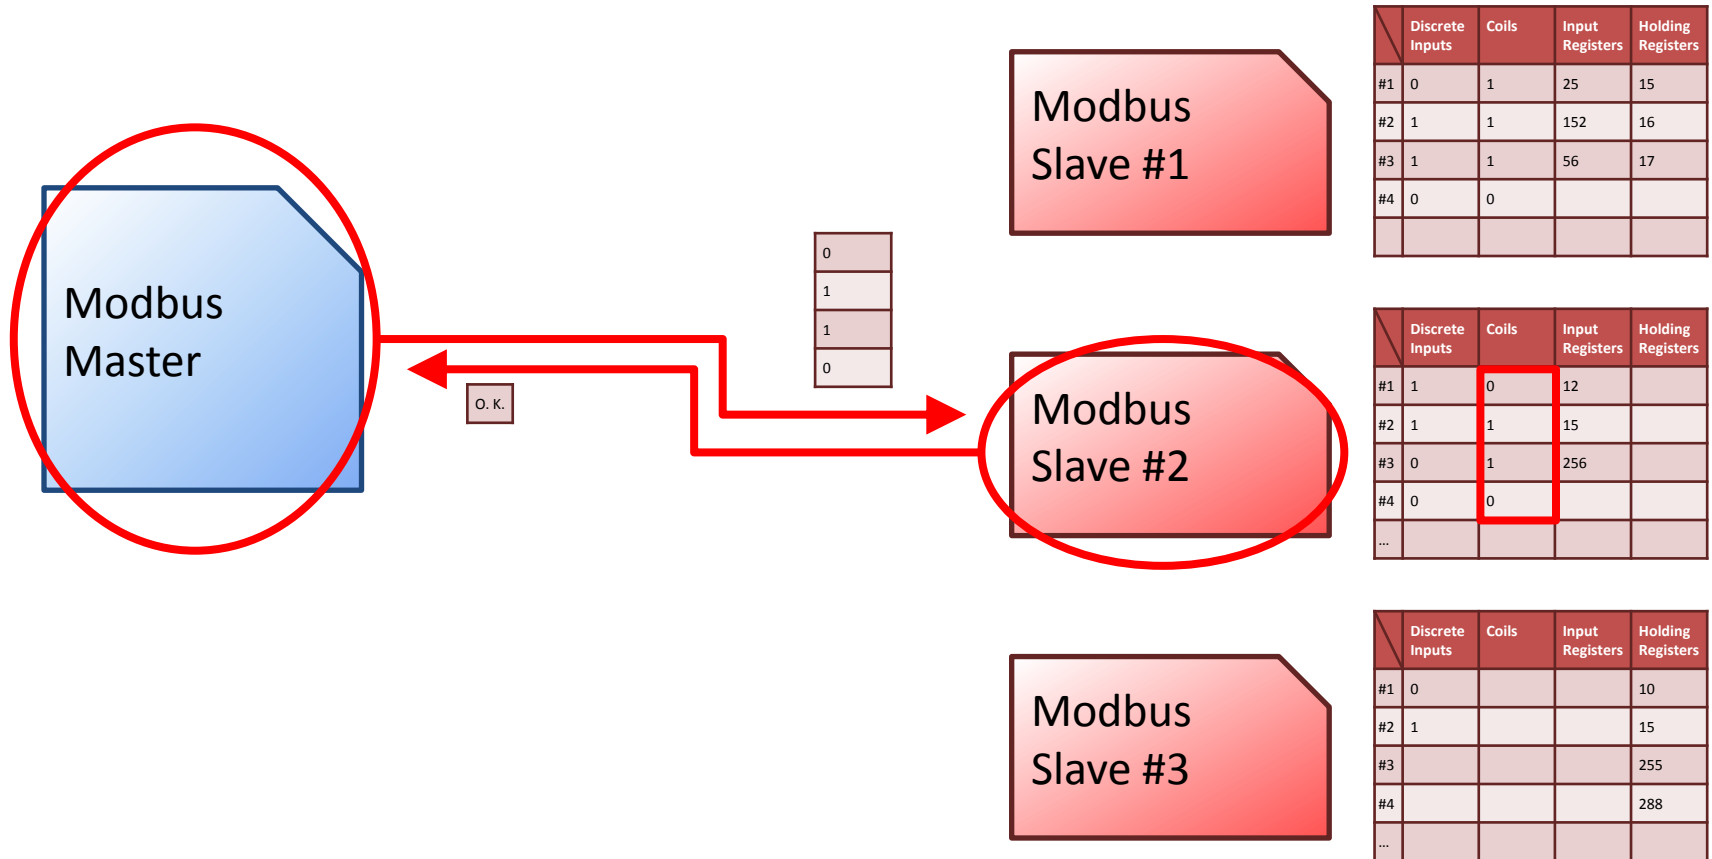 Modbus
Master
O. K.
0
1
1
0
Modbus
Slave #1
Discrete Inputs Coils Input Registers Holding Registers
#1 0 1 25 15
#2 1 1 152 16
#3 1 1 56 17
#4 0 0
Modbus
Slave #2
Discrete Inputs Coils Input Registers Holding Registers
#1 1 0 12
#2 1 1 15
#3 0 1 256
#4 0 0
...
Modbus
Slave #3
Discrete Inputs Coils Input Registers Holding Registers
#1 0 10
#2 1 15
#3 255
#4 288
...